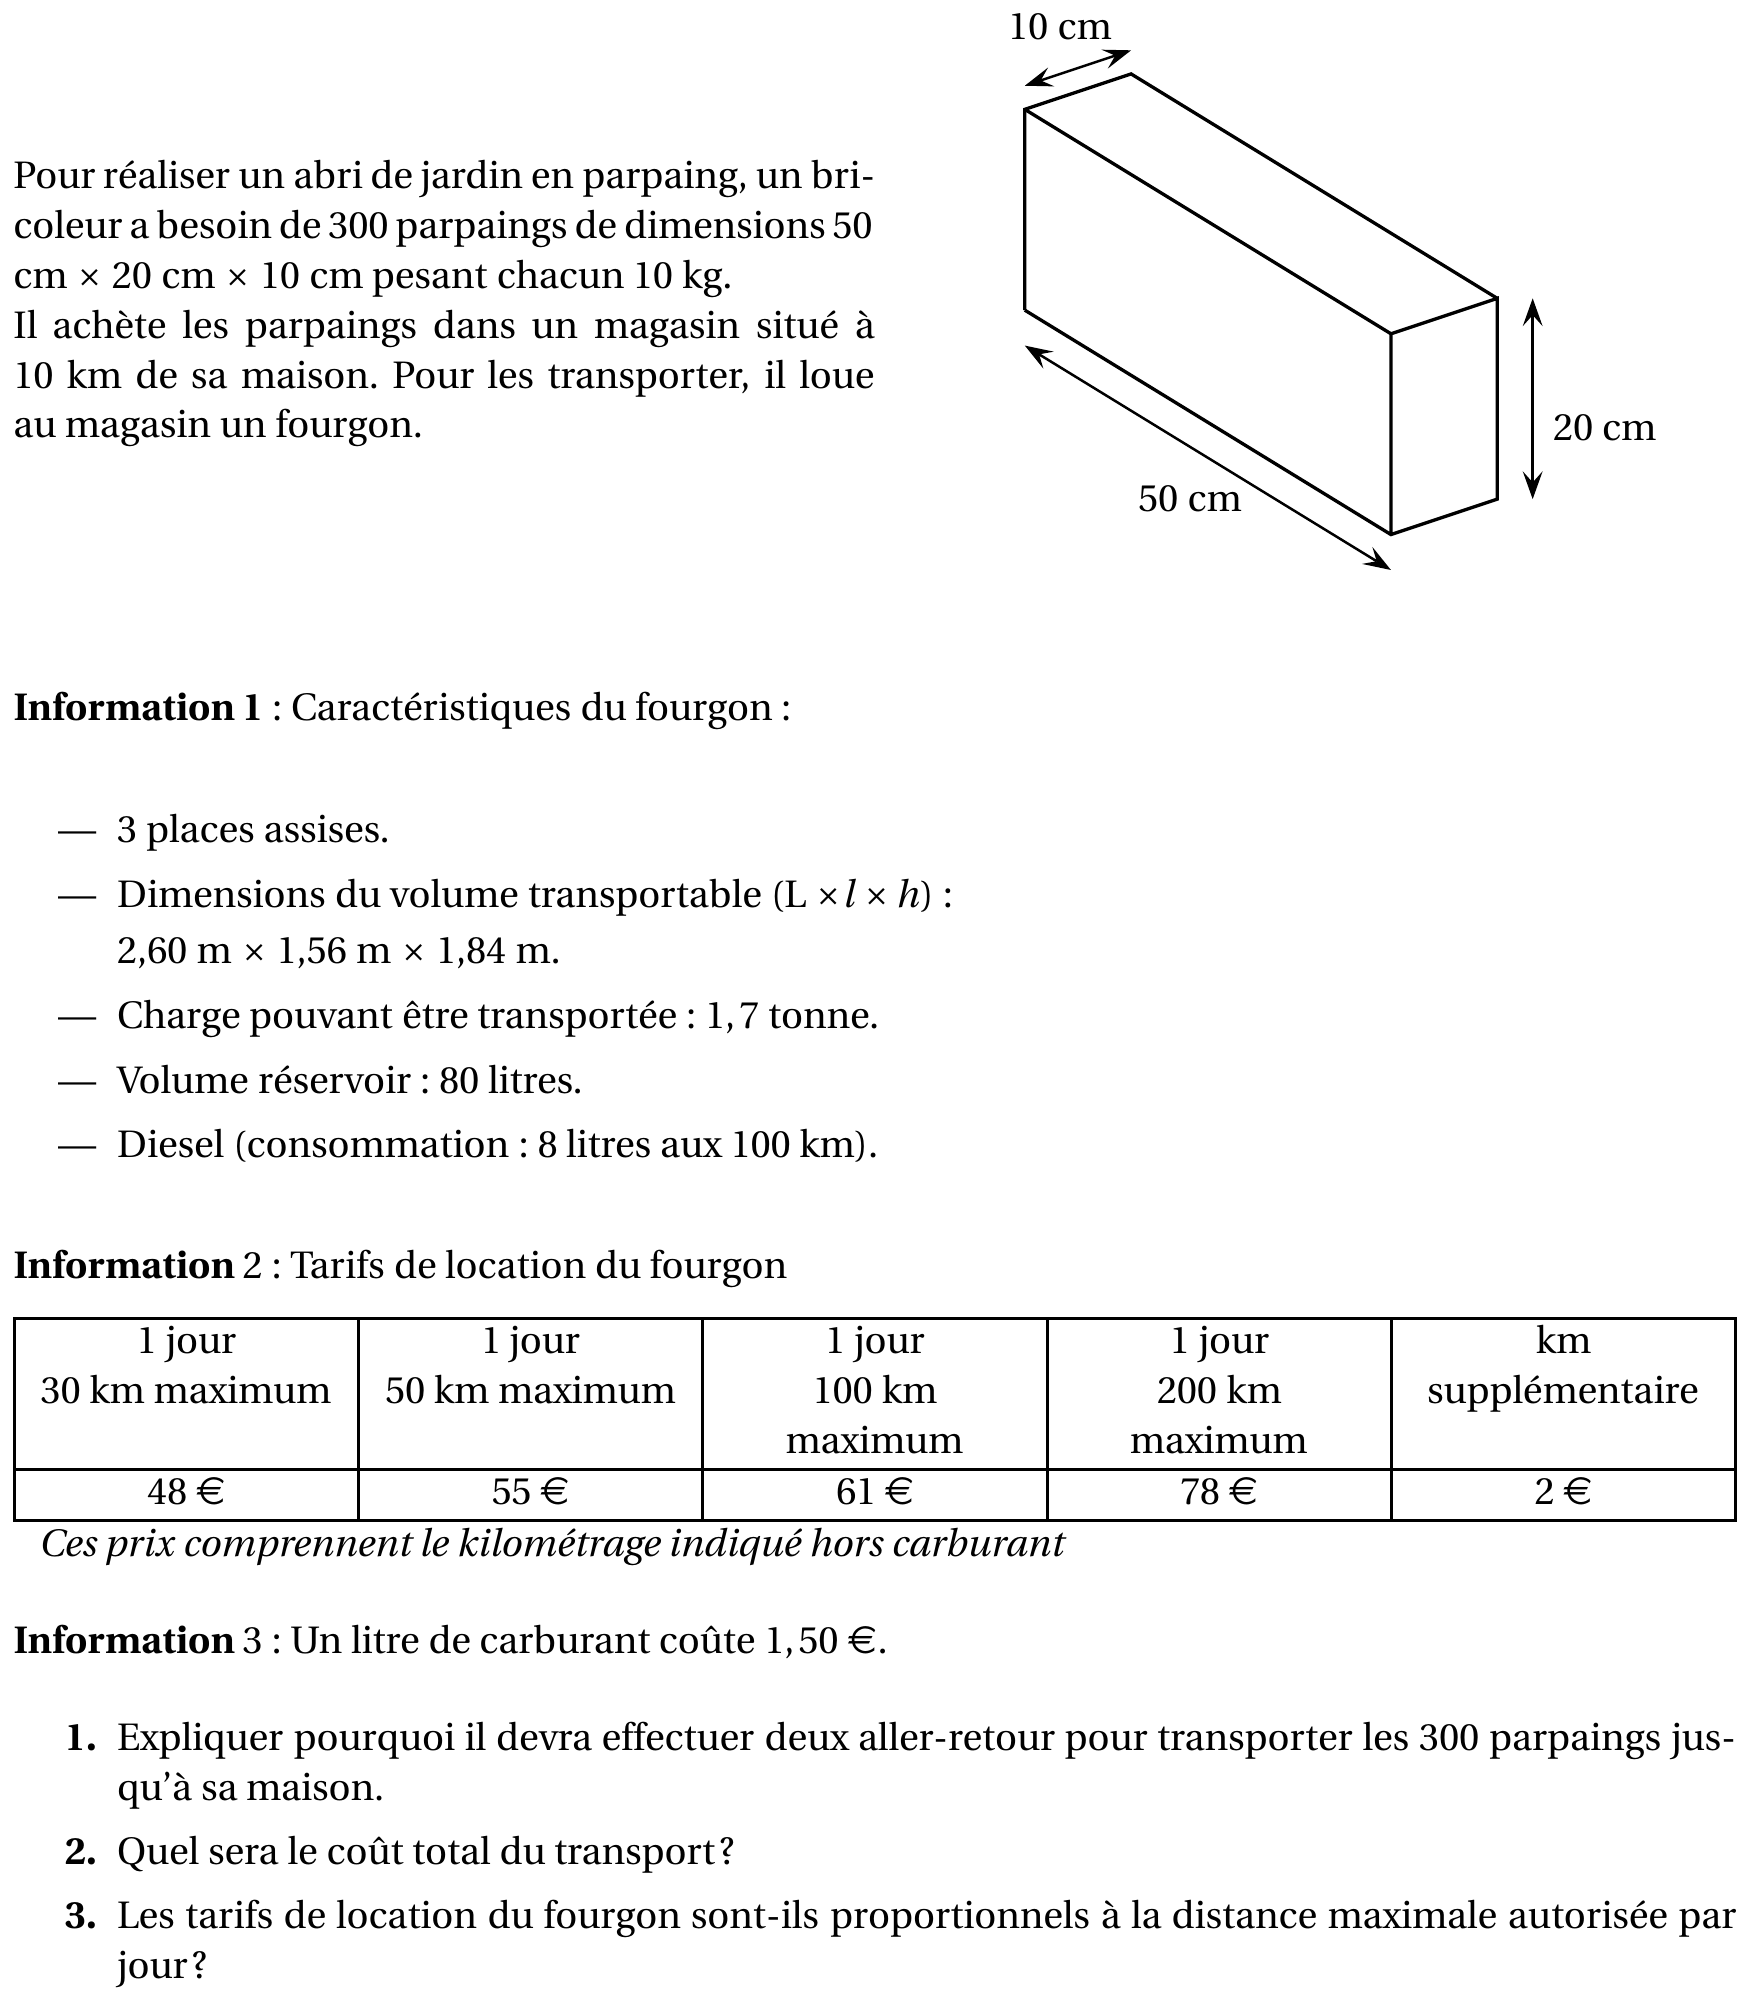 10 cm
Pour réaliser un abri de jardin en parpaing, un bri-
coleur a besoin de 300 parpaings de dimensions 50
cm × 20 cm × 10 cm pesant chacun 10 kg.
Il achète les parpaings dans un magasin situé à
10 km de sa maison. Pour les transporter, il loue
au magasin un fourgon.
20 cm
50 cm
Information 1 : Caractéristiques du fourgon :
— 3 places assises.
— Dimensions du volume transportable (L × l × h) :
2,60 m × 1,56 m × 1,84 m.
— Charge pouvant être transportée : 1,7 tonne.
— Volume réservoir : 80 litres.
— Diesel (consommation : 8 litres aux 100 km).
Information 2 : Tarifs de location du fourgon
1 jour 1 jour 1 jour 1 jour km
30 km maximum 50 km maximum 100 km 200 km supplémentaire
maximum maximum
48 € 55 € 61 € 78 € 2 €
Ces prix comprennent le kilométrage indiqué hors carburant
Information 3 : Un litre de carburant coûte 1,50 €.
1. Expliquer pourquoi il devra effectuer deux aller-retour pour transporter les 300 parpaings jus-
qu'à sa maison.
2. Quel sera le coût total du transport ?
3. Les tarifs de location du fourgon sont-ils proportionnels à la distance maximale autorisée par
jour ?